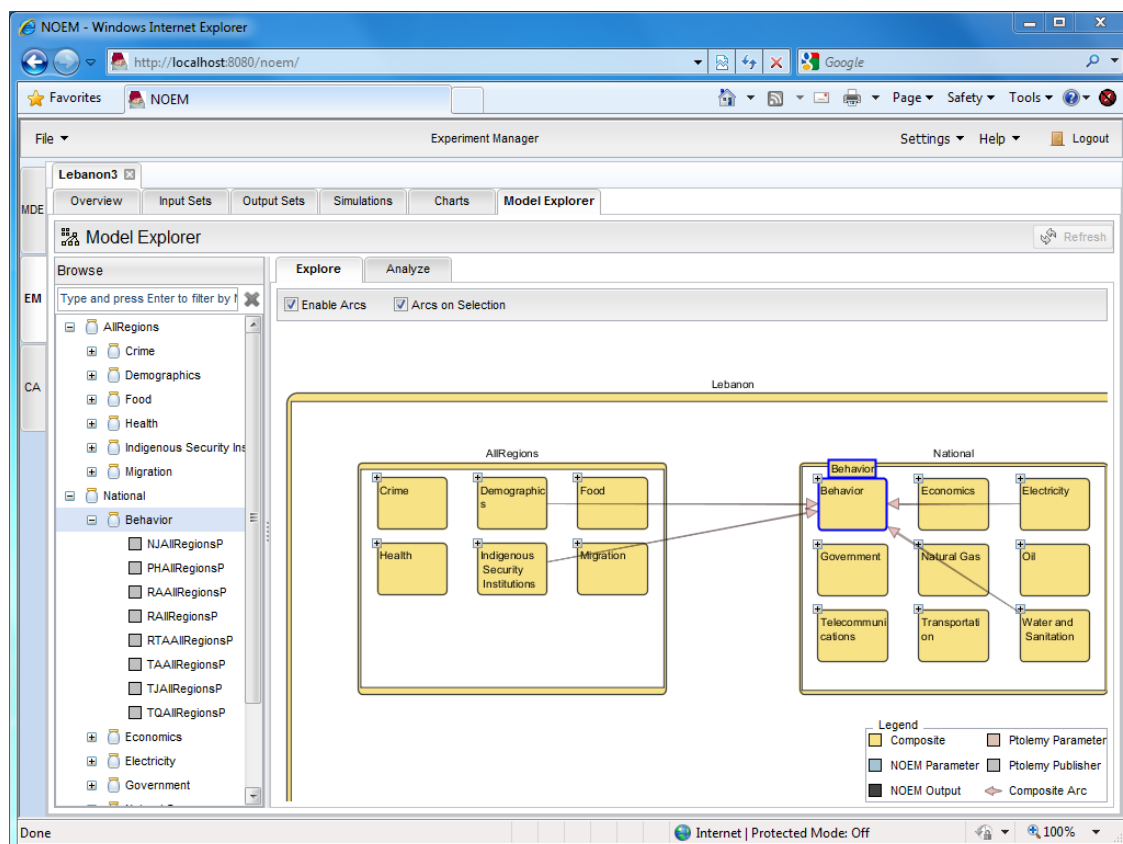 NOEM - Windows Internet Explorer
http://localhost:8080/noem/
Google
Favorites
NOEM
Page
Safety
Tools
File
Experiment Manager
Settings
Help
Logout
Lebanon3
MDE
EM
CA
Overview
Input Sets
Output Sets
Simulations
Charts
Model Explorer
Model Explorer
Refresh
Browse
Type and press Enter to filter by
AllRegions
Crime
Demographics
Food
Health
Indigenous Security Ins
Migration
National
Behavior
NJAllRegionsP
PHAllRegionsP
RAAllRegionsP
RAllRegionsP
RTAAllRegionsP
TAAllRegionsP
TJAllRegionsP
TQAllRegionsP
Economics
Electricity
Government
Explore
Analyze
Enable Arcs
Arcs on Selection
Lebanon
AllRegions
Crime
Demographic
s
Food
Health
Indigenous
Security
Institutions
Migration
National
Behavior
Behavior
Economics
Electricity
Government
Natural Gas
Oil
Telecommuni
cations
Transportati
on
Water and
Sanitation
Legend
Composite
Ptolemy Parameter
NOEM Parameter
Ptolemy Publisher
NOEM Output
Composite Arc
Done
Internet | Protected Mode: Off
100%